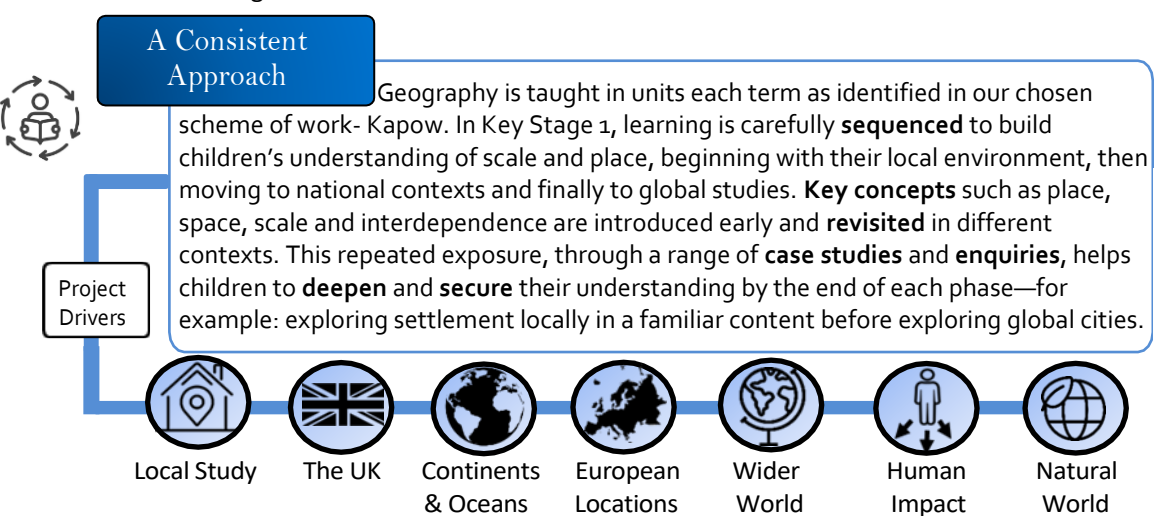 A Consistent
Approach
Geography is taught in units each term as identified in our chosen
scheme of work- Kapow. In Key Stage 1, learning is carefully sequenced to build
children's understanding of scale and place, beginning with their local environment, then
moving to national contexts and finally to global studies. Key concepts such as place,
space, scale and interdependence are introduced early and revisited in different
contexts. This repeated exposure, through a range of case studies and enquiries, helps
children to deepen and secure their understanding by the end of each phase—for
example: exploring settlement locally in a familiar content before exploring global cities.
Project
Drivers
Local Study
The UK
Continents
& Oceans
European
Locations
Wider
World
Human
Impact
Natural
World